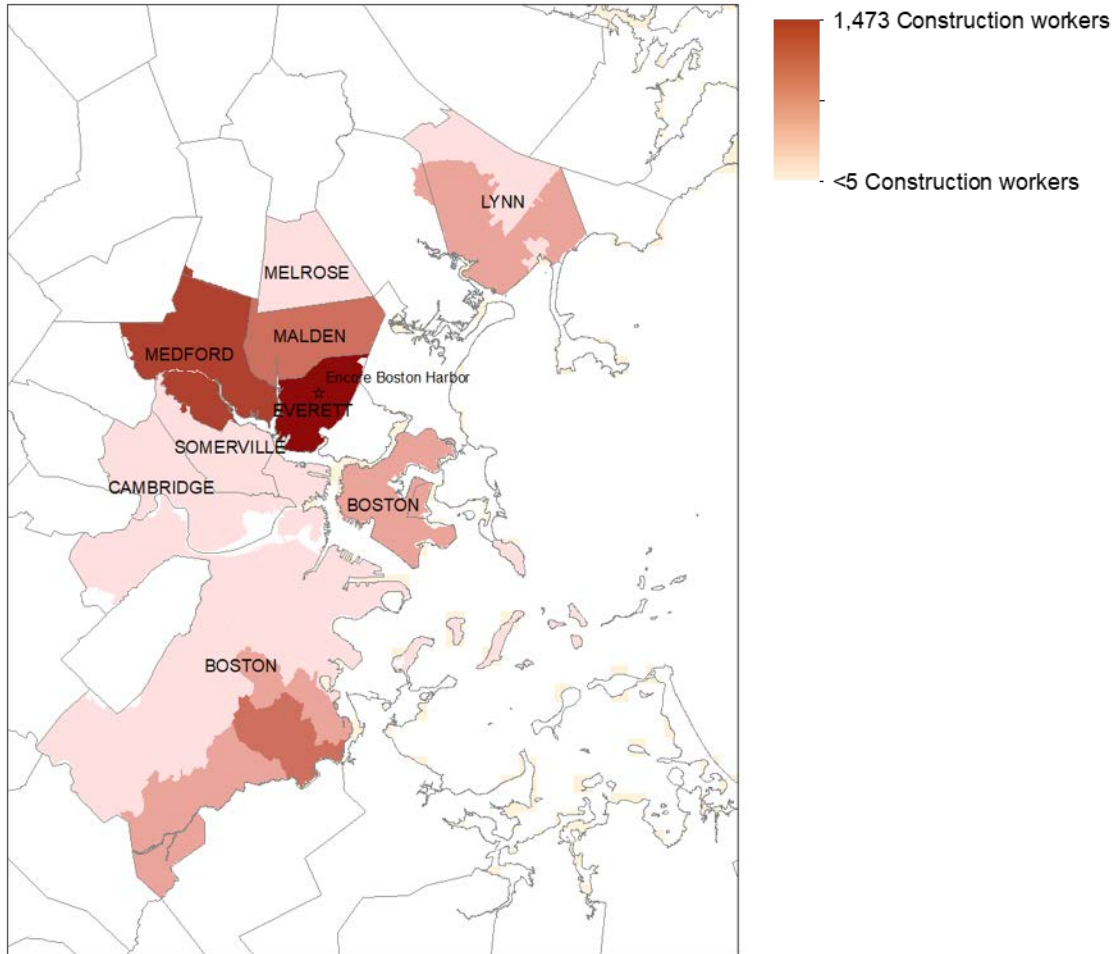 1,473 Construction workers
<5 Construction workers
LYNN
MELROSE
MALDEN
MEDFORD
Encore Boston Harbor
EVERETT
SOMERVILLE
CAMBRIDGE
BOSTON
BOSTON